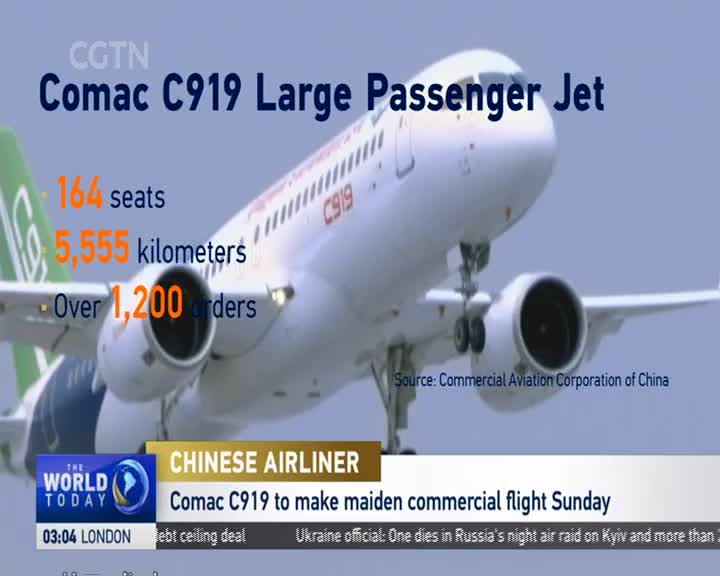 CGTN
Comac C919 Large Passenger Jet
164 seats
5,555 kilometers
Over 1,200 orders
C919
Source: Commercial Aviation Corporation of China
CHINESE AIRLINER
THE
WORLD
TODAY
Comac C919 to make maiden commercial flight Sunday
03:04 LONDON
debt ceiling deal Ukraine official: One dies in Russia's night air raid on Kyiv and more than